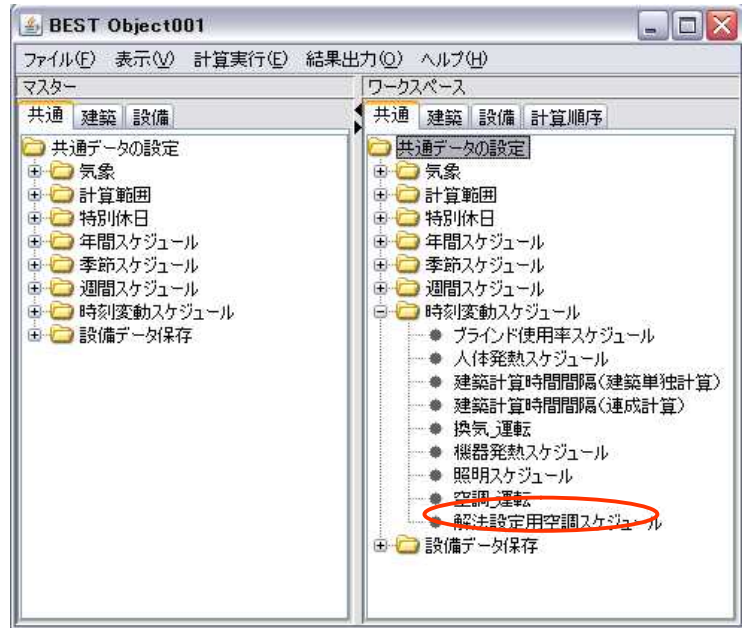 BEST Object001
ファイル(F) 表示(V) 計算実行(E) 結果出力(O) ヘルプ(H)
マスター
共通 建築 設備
共通データの設定
気象
計算範囲
特別休日
年間スケジュール
季節スケジュール
週間スケジュール
時刻変動スケジュール
設備データ保存
ワークスペース
共通 建築 設備 計算順序
共通データの設定
気象
計算範囲
特別休日
年間スケジュール
季節スケジュール
週間スケジュール
時刻変動スケジュール
ブラインド使用率スケジュール
人体発熱スケジュール
建築計算時間間隔(建築単独計算)
建築計算時間間隔(連成計算)
換気_運転
機器発熱スケジュール
照明スケジュール
空調_運転
解法設定用空調スケジュール
設備データ保存